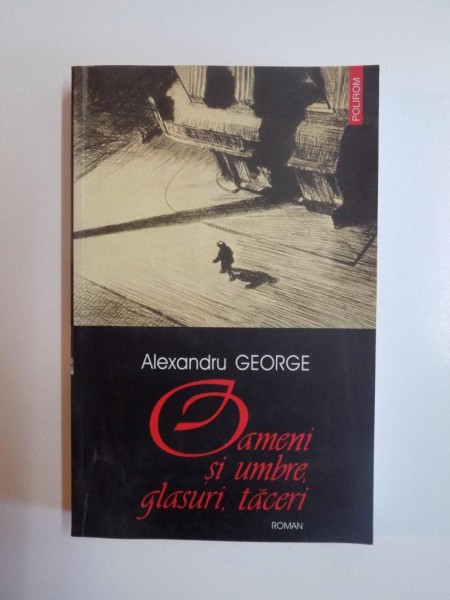 POLIROM
Alexandru GEORGE
Oameni
și umbre,
glasuri, tăceri
ROMAN